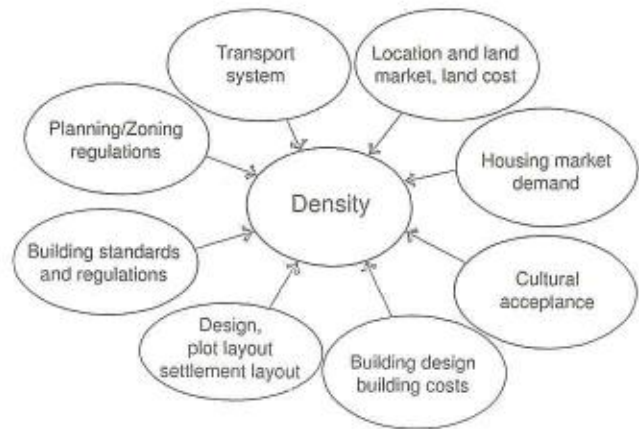 Transport
system
Location and land
market, land cost
Planning/Zoning
regulations
Housing market
demand
Density
Building standards
and regulations
Cultural
acceplance
Design,
plot layout
settlement layout
Building design
building costs